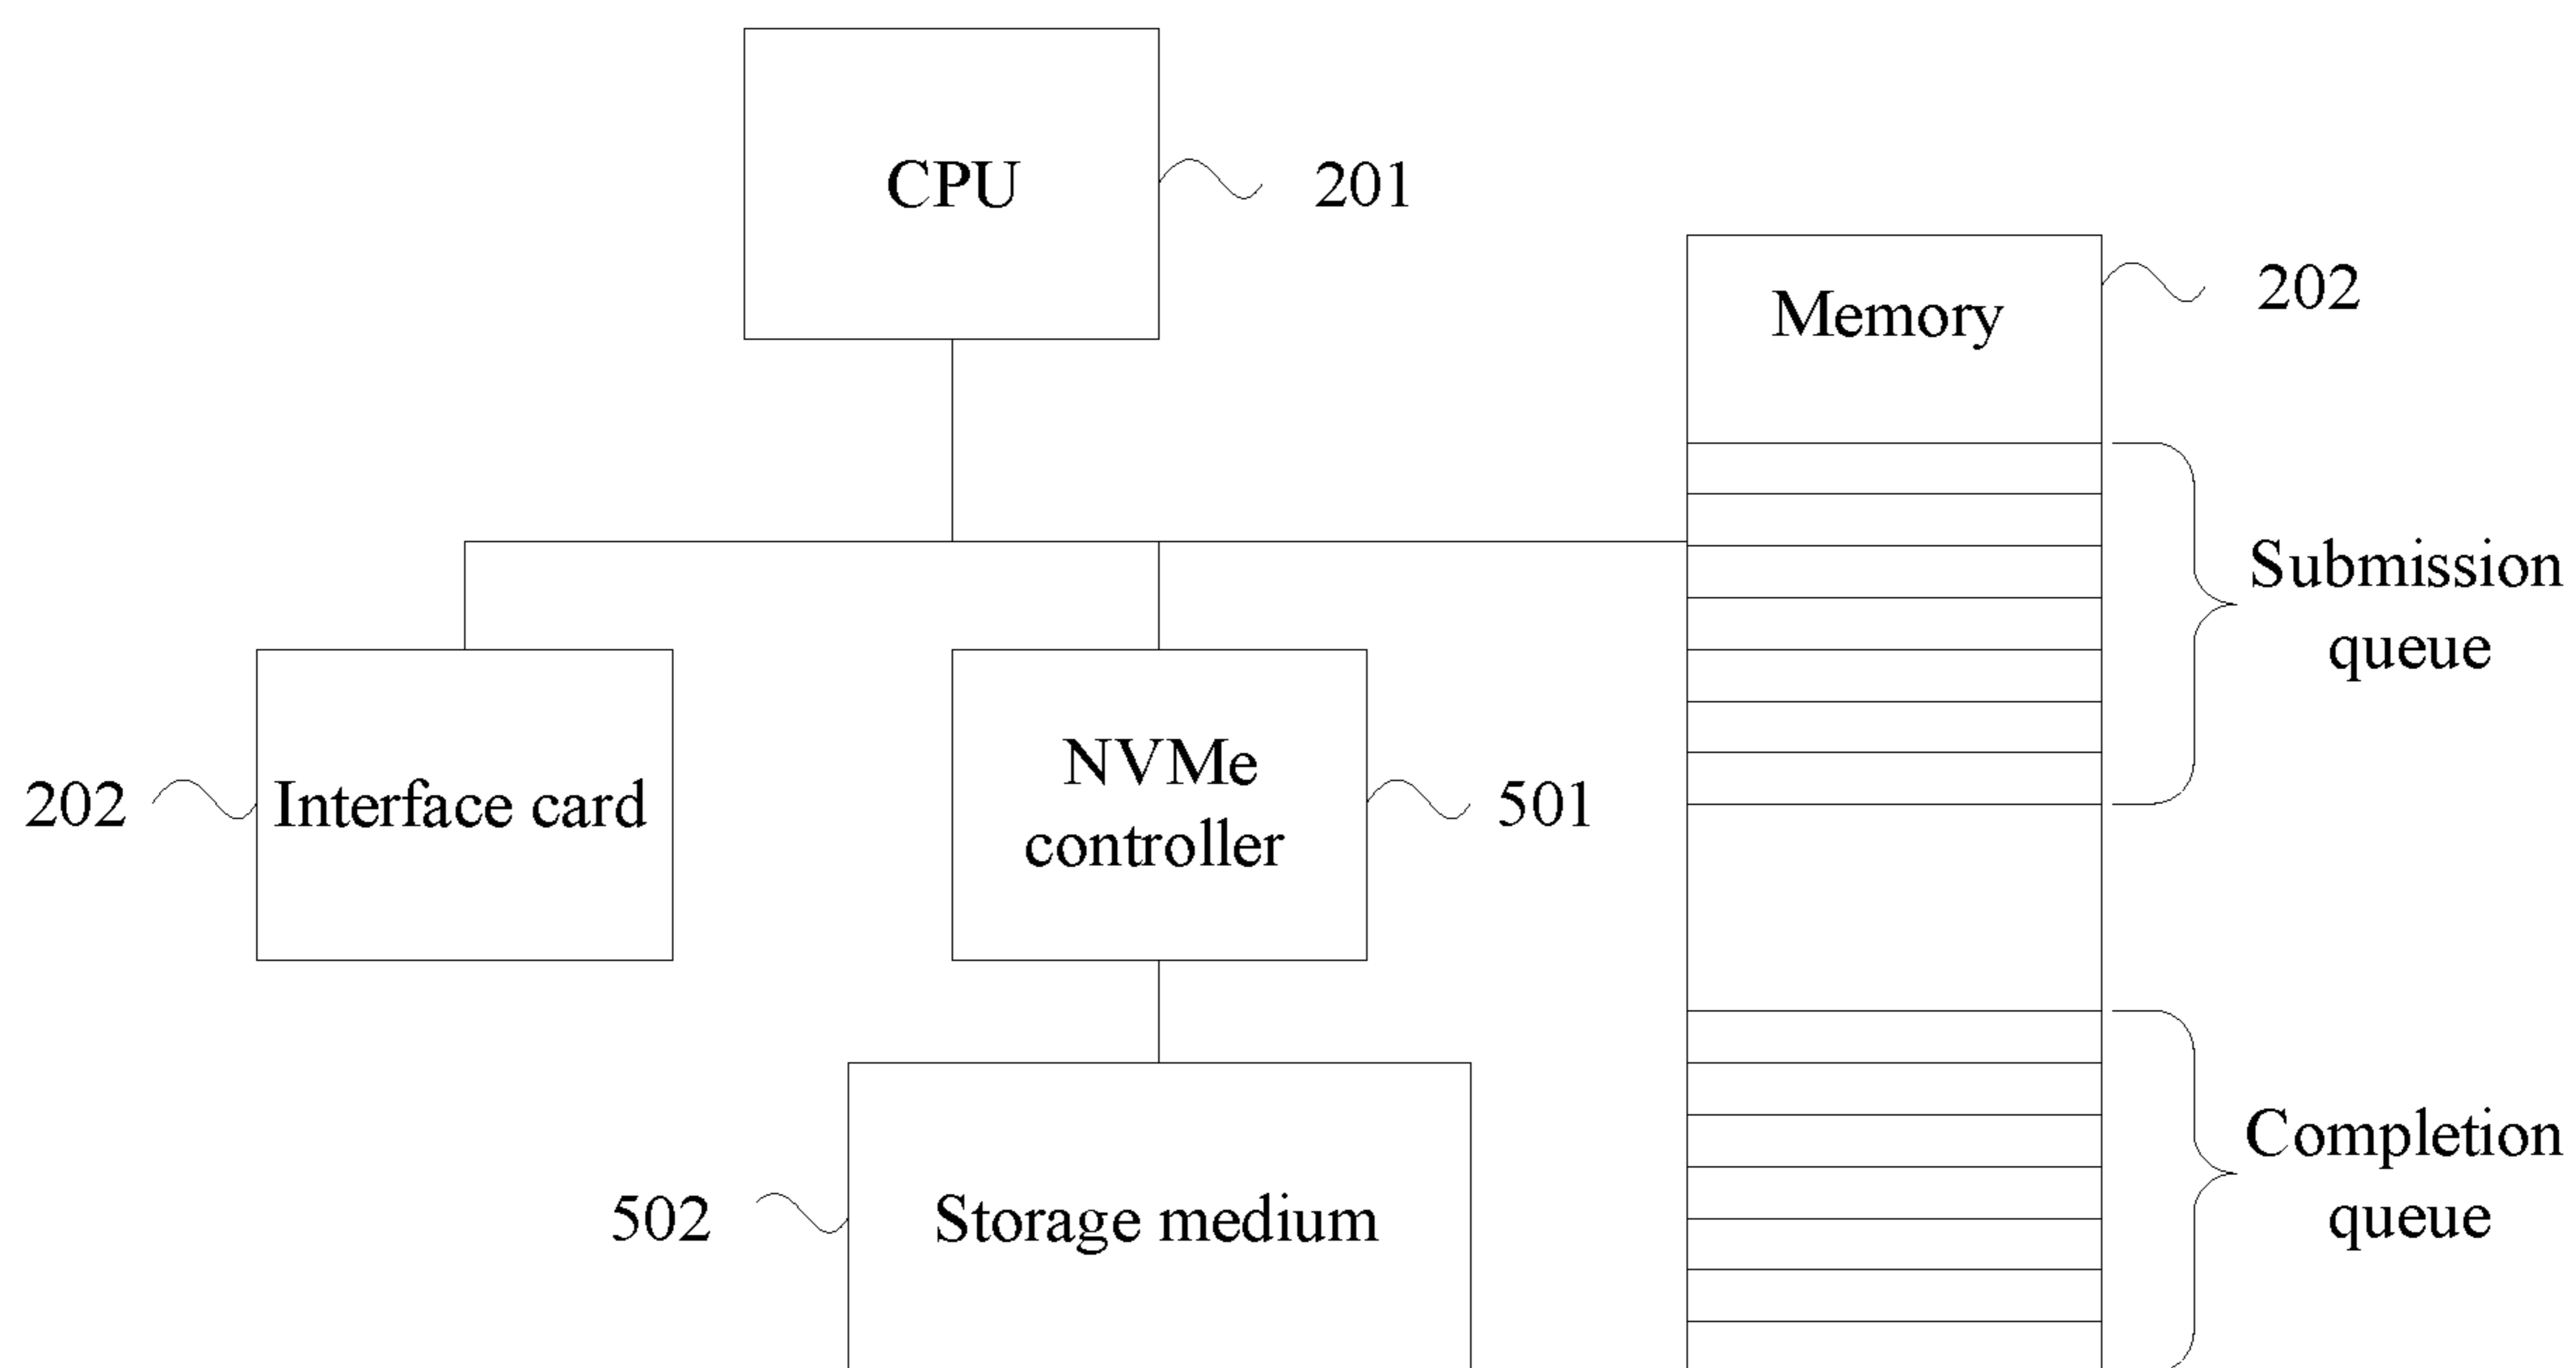 CPU
201
Memory
202
Submission
queue
202
Interface card
NVMe
controller
501
Completion
queue
502
Storage medium